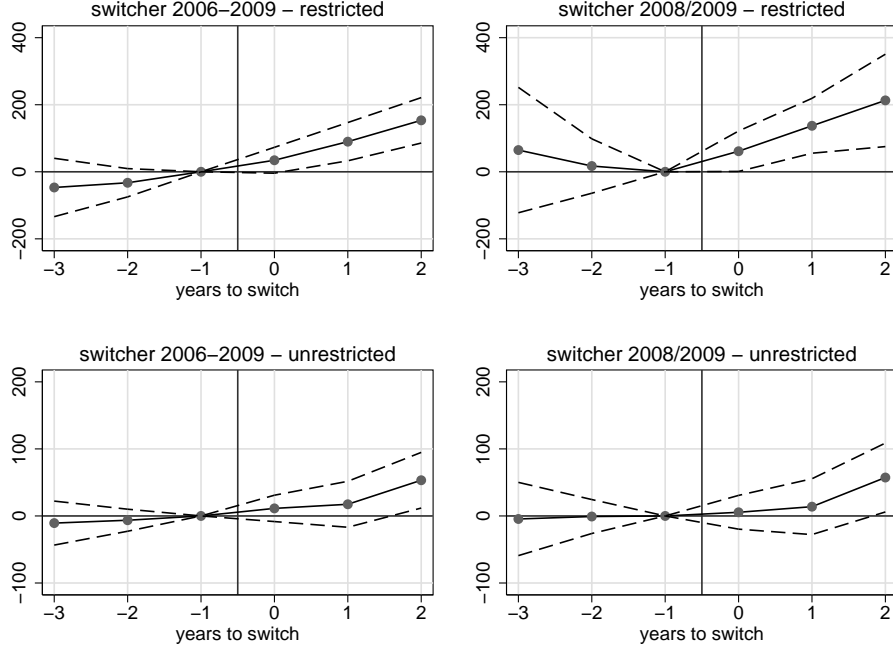 switcher 2006−2009 − restricted
400
200
0
−200
−3 −2 −1 0 1 2
years to switch
switcher 2008/2009 − restricted
400
200
0
−200
−3 −2 −1 0 1 2
years to switch
switcher 2006−2009 − unrestricted
200
100
0
−100
−3 −2 −1 0 1 2
years to switch
switcher 2008/2009 − unrestricted
200
100
0
−100
−3 −2 −1 0 1 2
years to switch